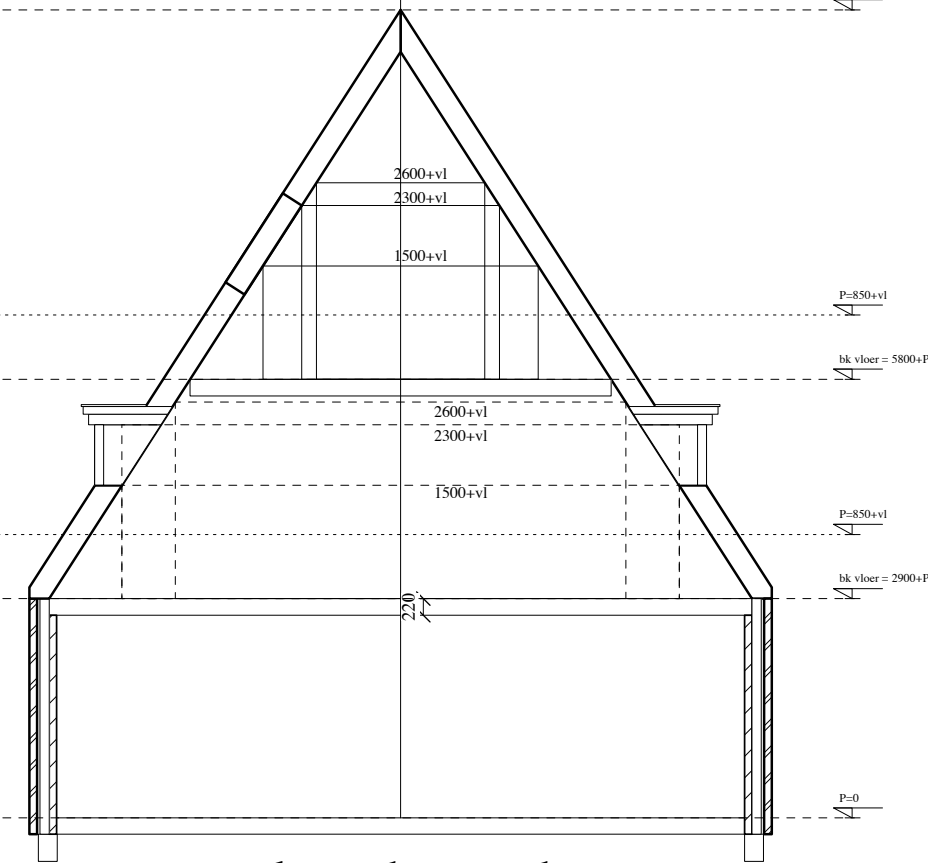 2600+vl
2300+vl
1500+vl
P=850+vl
bk vloer = 5800+P
2600+vl
2300+vl
1500+vl
P=850+vl
bk vloer = 2900+P
220
P=0